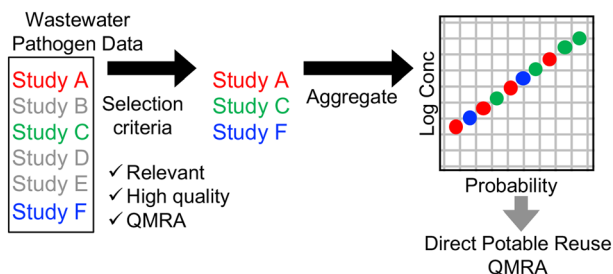 Wastewater
Pathogen Data
Study A
Study B
Study C
Study D
Study E
Study F
Selection
criteria
✓ Relevant
✓ High quality
✓ QMRA
Study A
Study C
Study F
Aggregate
Log Conc
Probability
Direct Potable Reuse
QMRA